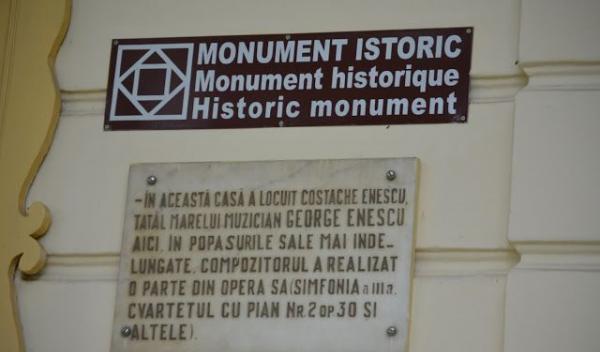 MONUMENT ISTORIC
Monument historique
Historic monument
-ÎN ACEASTĂ CASĂ A LOCUIT COSTACHE ENESCU,
TATĂL MARELUI MUZICIAN GEORGE ENESCU
AICI, ÎN POPASURILE SALE MAI INDE-
LUNGATE, COMPOZITORUL A REALIZAT
O PARTE DIN OPERA SA(SIMFONIA a III a,
CVARTETUL CU PIAN NR. 2 op 30 ȘI
ALTELE).